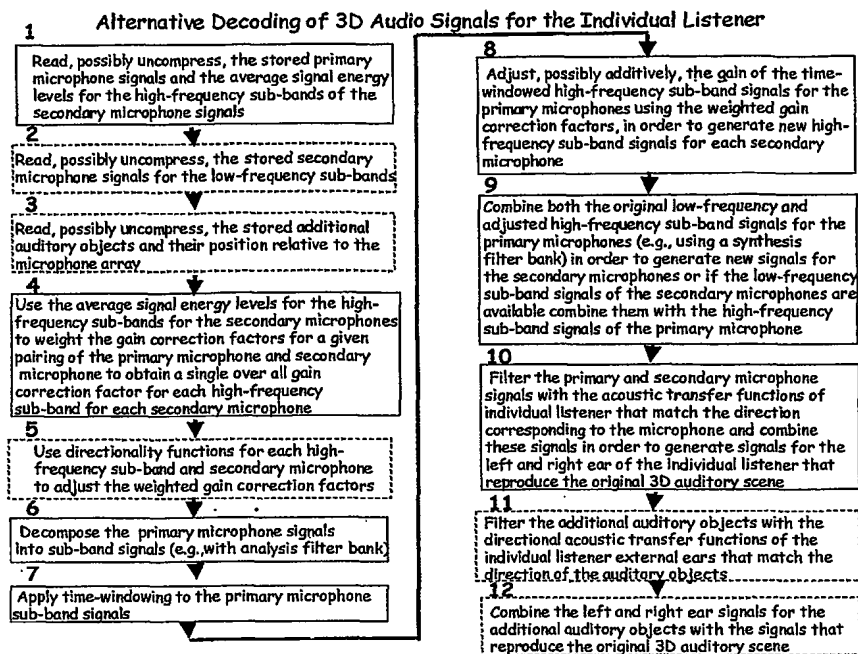 Alternative Decoding of 3D Audio Signals for the Individual Listener
1
Read, possibly uncompress, the stored primary
microphone signals and the average signal energy
levels for the high-frequency sub-bands of the
secondary microphone signals
2
Read, possibly uncompress, the stored secondary
microphone signals for the low-frequency sub-bands
3
Read, possibly uncompress, the stored additional
auditory objects and their position relative to the
microphone array
4
Use the average signal energy levels for the high-
frequency sub-bands for the secondary microphones
to weight the gain correction factors for a given
pairing of the primary microphone and secondary
microphone to obtain a single over all gain
correction factor for each high-frequency
sub-band for each secondary microphone
5
Use directionality functions for each high-
frequency sub-band and secondary microphone
to adjust the weighted gain correction factors
6
Decompose the primary microphone signals
into sub-band signals (e.g.,with analysis filter bank)
7
Apply time-windowing to the primary microphone
sub-band signals
8
Adjust, possibly additively, the gain of the time-
windowed high-frequency sub-band signals for the
primary microphones using the weighted gain
correction factors, in order to generate new high-
frequency sub-band signals for each secondary
microphone
9
Combine both the original low-frequency and
adjusted high-frequency sub-band signals for the
primary microphones (e.g., using a synthesis
filter bank) in order to generate new signals for
the secondary microphones or if the low-frequency
sub-band signals of the secondary microphones are
available combine them with the high-frequency
sub-band signals of the primary microphone
10
Filter the primary and secondary microphone
signals with the acoustic transfer functions of
individual listener that match the direction
corresponding to the microphone and combine
these signals in order to generate signals for the
left and right ear of the individual listener that
reproduce the original 3D auditory scene
11
Filter the additional auditory objects with the
directional acoustic transfer functions of the
individual listener external ears that match the
direction of the auditory objects
12
Combine the left and right ear signals for the
additional auditory objects with the signals that
reproduce the original 3D auditory scene